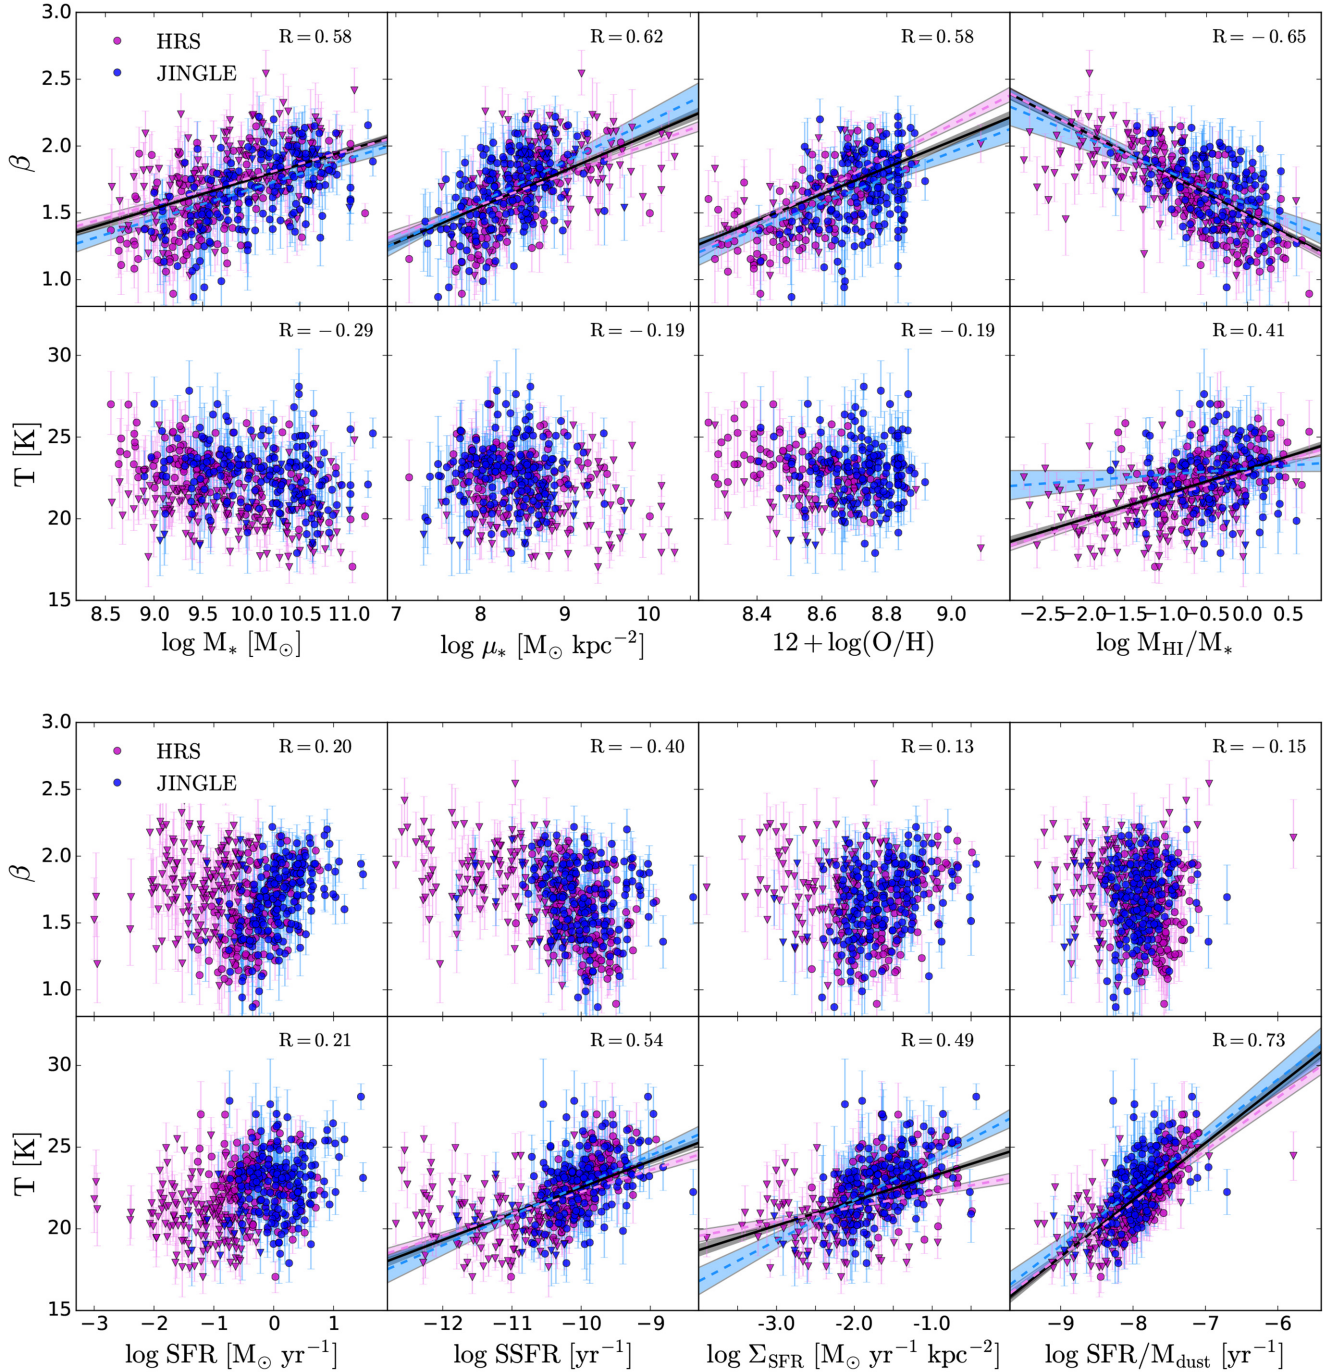 3.0
2.5
2.0
1.5
1.0
β
HRS
JINGLE
R = 0.58
R = 0.62
R = 0.58
R = −0.65
30
25
20
15
T [K]
R = −0.29
R = −0.19
R = −0.19
R = 0.41
8.5 9.0 9.5 10.0 10.5 11.0
7 8 9 10
8.4 8.6 8.8 9.0
−2.5 −2.0 −1.5 −1.0 −0.5 0.0 0.5
log M∗ [M⊙]
log μ∗ [M⊙ kpc⁻²]
12 + log(O/H)
log M_HI/M∗
3.0
2.5
2.0
1.5
1.0
β
HRS
JINGLE
R = 0.20
R = −0.40
R = 0.13
R = −0.15
30
25
20
15
T [K]
R = 0.21
R = 0.54
R = 0.49
R = 0.73
−3 −2 −1 0 1
−12 −11 −10 −9
-3.0 -2.0 -1.0
−9 −8 −7 −6
log SFR [M⊙ yr⁻¹]
log SSFR [yr⁻¹]
log Σ_SFR [M⊙ yr⁻¹ kpc⁻²]
log SFR/M_dust [yr⁻¹]